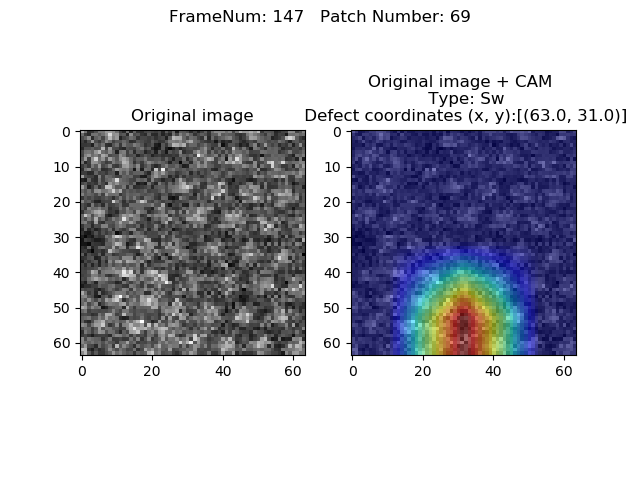 FrameNum: 147   Patch Number: 69
Original image
0
10
20
30
40
50
60
0 20 40 60
Original image + CAM
Type: Sw
Defect coordinates (x, y):[(63.0, 31.0)]
0
10
20
30
40
50
60
0 20 40 60